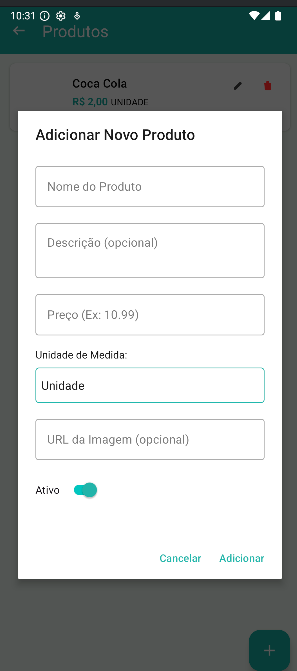 10:31
Produtos
Coca Cola
R$ 2,00 UNIDADE
Adicionar Novo Produto
Nome do Produto
Descrição (opcional)
Preço (Ex: 10.99)
Unidade de Medida:
Unidade
URL da Imagem (opcional)
Ativo
Cancelar Adicionar